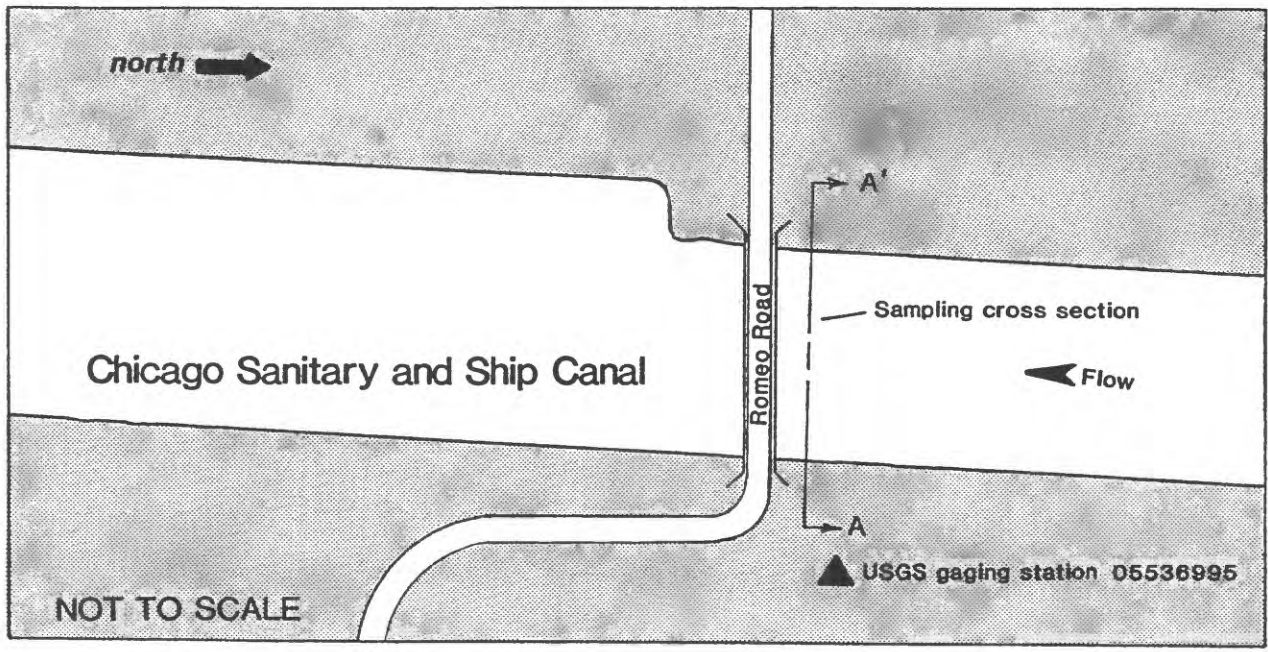 north
A'
Sampling cross section
Romeo Road
Chicago Sanitary and Ship Canal
Flow
A
USGS gaging station 05536995
NOT TO SCALE